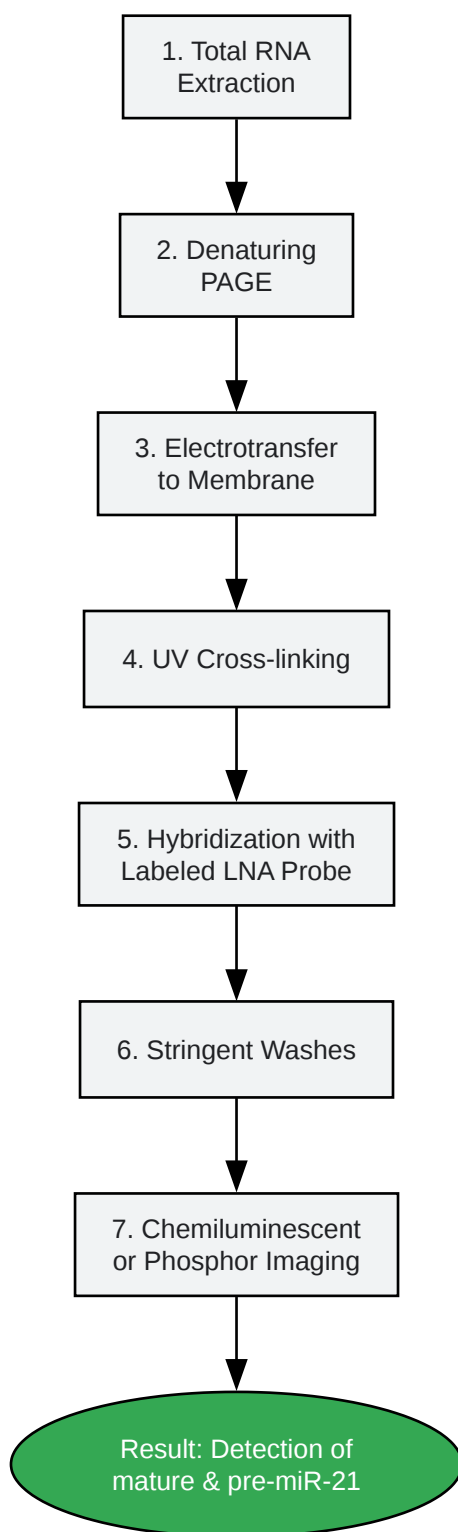 1. Total RNA
Extraction
2. Denaturing
PAGE
3. Electrotransfer
to Membrane
4. UV Cross-linking
5. Hybridization with
Labeled LNA Probe
6. Stringent Washes
7. Chemiluminescent
or Phosphor Imaging
Result: Detection of
mature & pre-miR-21